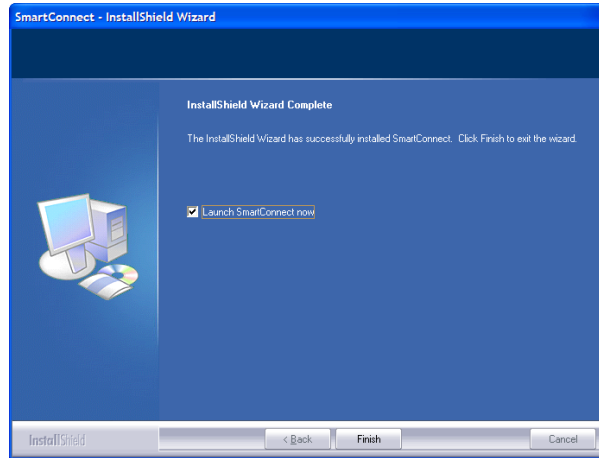 SmartConnect - InstallShield Wizard
InstallShield Wizard Complete
The InstallShield Wizard has successfully installed SmartConnect. Click Finish to exit the wizard.
Launch SmartConnect now
InstallShield
< Back
Finish
Cancel